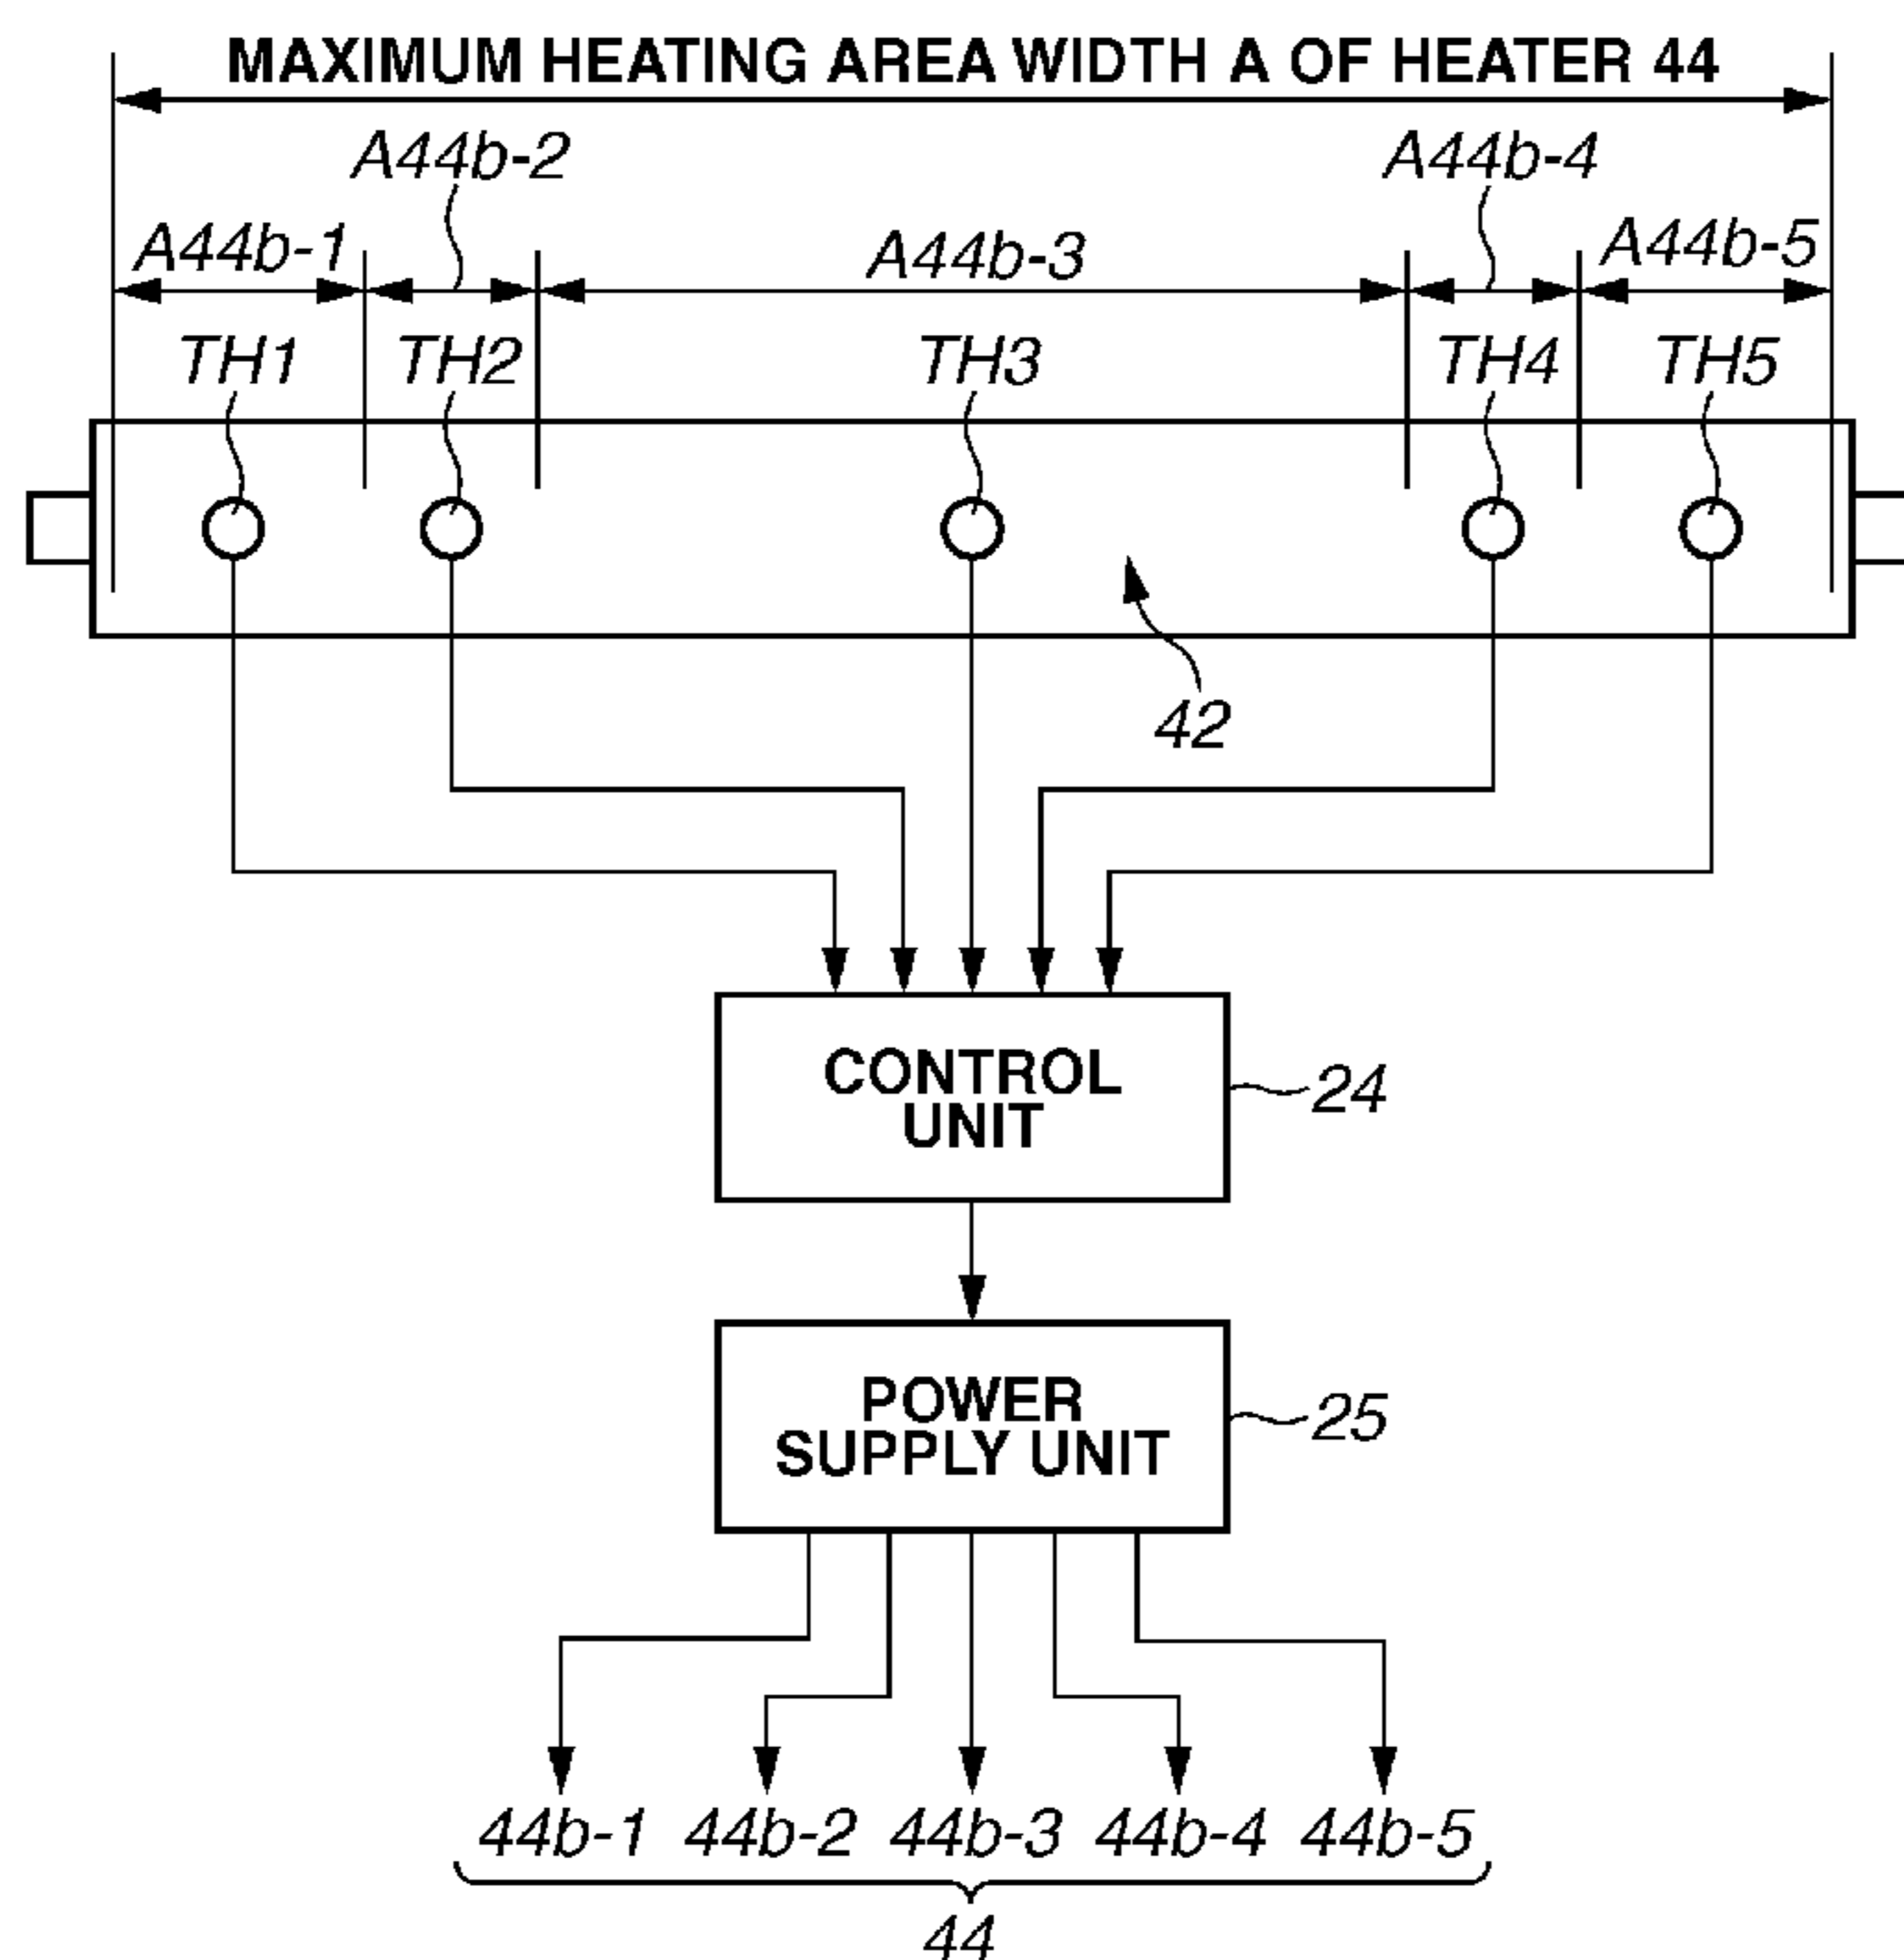 MAXIMUM HEATING AREA WIDTH A OF HEATER 44
A44b-2
A44b-4
A44b-1
A44b-3
A44b-5
TH1
TH2
TH3
TH4
TH5
42
CONTROL
UNIT
24
POWER
SUPPLY UNIT
25
44b-1
44b-2
44b-3
44b-4
44b-5
44